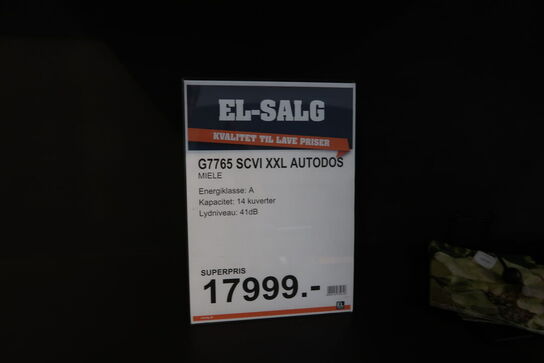 EL-SALG
KVALITET TIL LAVE PRISER
G7765 SCVI XXL AUTODOS
MIELE
Energiklasse: A
Kapacitet: 14 kuverter
Lydniveau: 41dB
SUPERPRIS
17999.-
EL